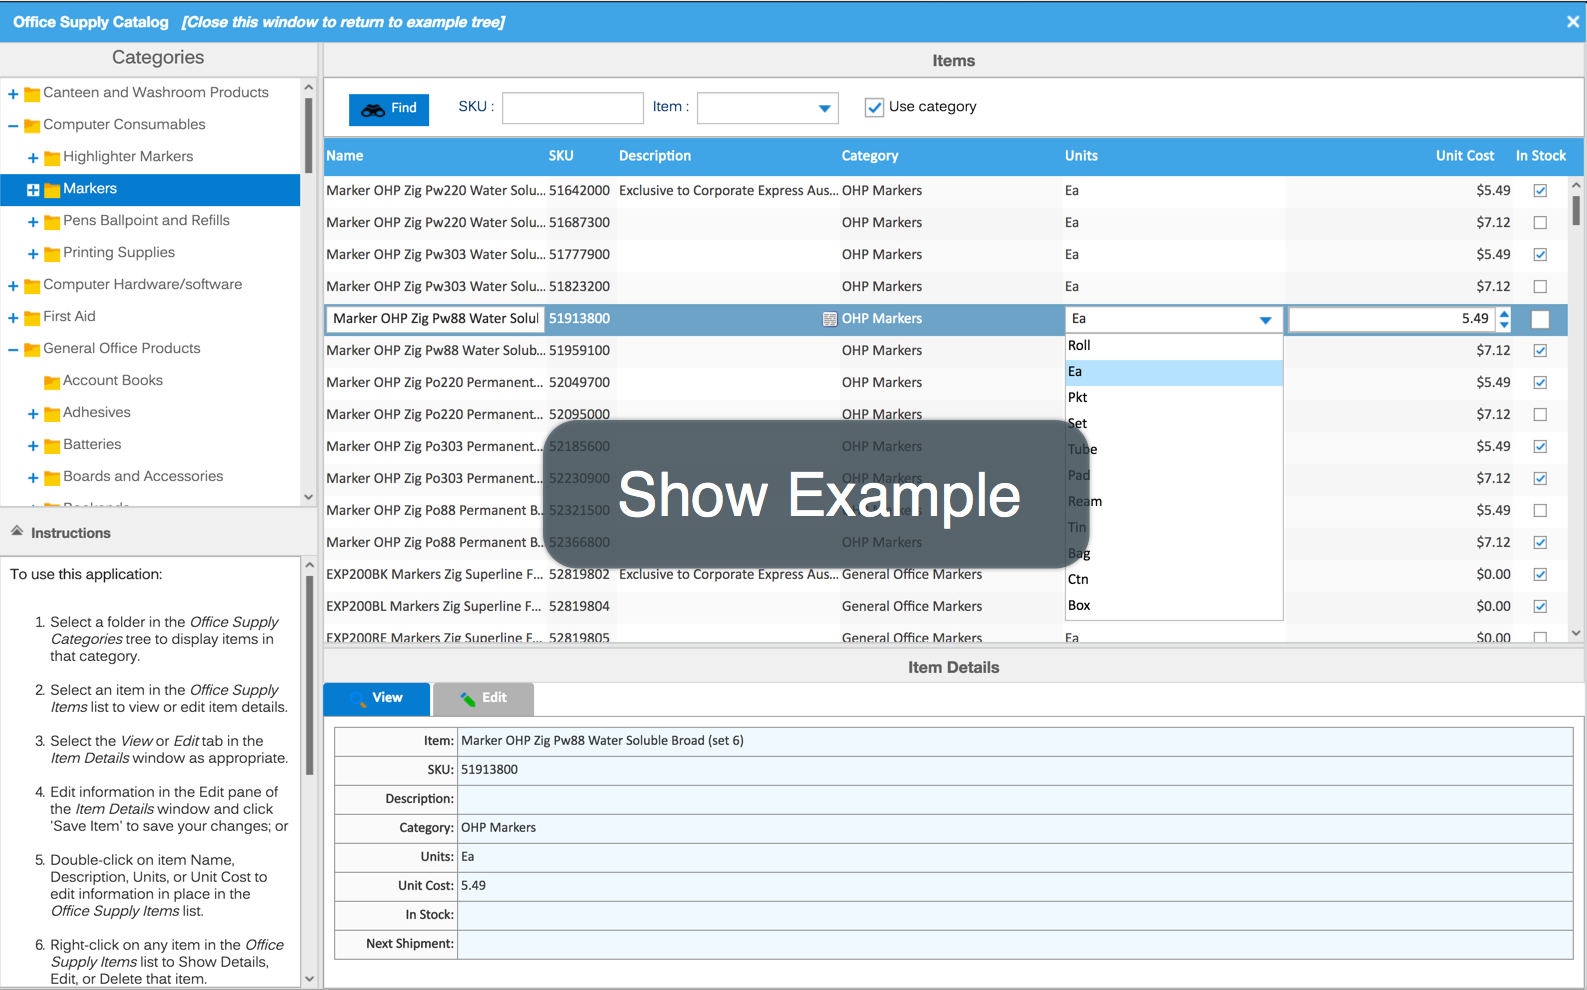 Office Supply Catalog [Close this window to return to example tree]
Categories
Canteen and Washroom Products
Computer Consumables
Highlighter Markers
Markers
Pens Ballpoint and Refills
Printing Supplies
Computer Hardware/software
First Aid
General Office Products
Account Books
Adhesives
Batteries
Boards and Accessories
Instructions
To use this application:
1. Select a folder in the Office Supply
Categories tree to display items in
that category.
2. Select an item in the Office Supply
Items list to view or edit item details.
3. Select the View or Edit tab in the
Item Details window as appropriate.
4. Edit information in the Edit pane of
the Item Details window and click
'Save Item' to save your changes; or
5. Double-click on item Name,
Description, Units, or Unit Cost to
edit information in place in the
Office Supply Items list.
6. Right-click on any item in the Office
Supply Items list to Show Details,
Edit, or Delete that item.
Items
Find SKU : Item : Use category
Name SKU Description Category Units Unit Cost In Stock
Marker OHP Zig Pw220 Water Solu... 51642000 Exclusive to Corporate Express Aus... OHP Markers Ea $5.49
Marker OHP Zig Pw220 Water Solu... 51687300 OHP Markers Ea $7.12
Marker OHP Zig Pw303 Water Solu... 51777900 OHP Markers Ea $5.49
Marker OHP Zig Pw303 Water Solu... 51823200 OHP Markers Ea $7.12
Marker OHP Zig Pw88 Water Solul 51913800 OHP Markers Ea 5.49
Marker OHP Zig Pw88 Water Solub... 51959100 OHP Markers $7.12
Marker OHP Zig Po220 Permanent... 52049700 OHP Markers $5.49
Marker OHP Zig Po220 Permanent... 52095000 OHP Markers $7.12
Marker OHP Zig Po303 Permanent... 52185600 $5.49
Marker OHP Zig Po303 Permanent... 52230900 $7.12
Marker OHP Zig Po88 Permanent B... 52321500 $5.49
Marker OHP Zig Po88 Permanent B... 52366800 OHP Markers $7.12
EXP200BK Markers Zig Superline F... 52819802 Exclusive to Corporate Express Aus... General Office Markers $0.00
EXP200BL Markers Zig Superline F... 52819804 General Office Markers $0.00
EXP200RE Markers Zig Superline F... 52819805 General Office Markers Ea $0.00
Roll
Ea
Pkt
Set
Tube
Pad
Ream
Tin
Bag
Ctn
Box
Show Example
Item Details
View Edit
Item: Marker OHP Zig Pw88 Water Soluble Broad (set 6)
SKU: 51913800
Description:
Category: OHP Markers
Units: Ea
Unit Cost: 5.49
In Stock:
Next Shipment: